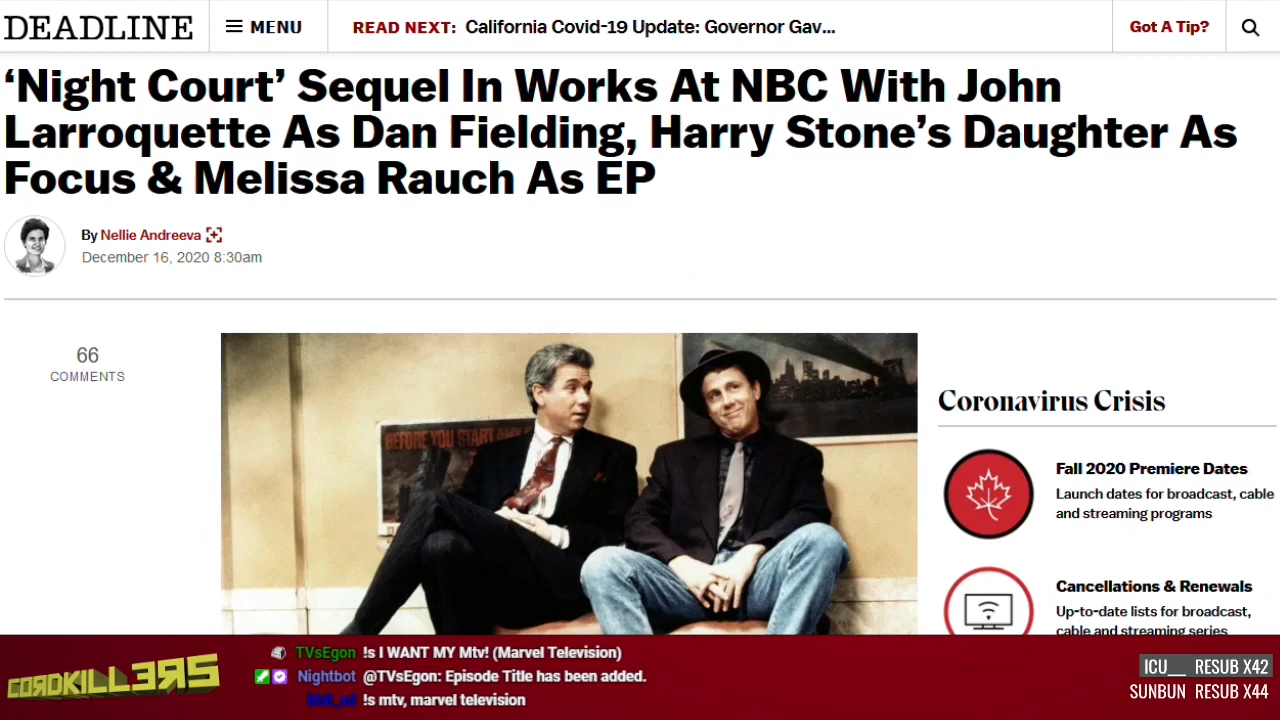 DEADLINE
MENU
READ NEXT: California Covid-19 Update: Governor Gav...
Got A Tip?
‘Night Court’ Sequel In Works At NBC With John
Larroquette As Dan Fielding, Harry Stone’s Daughter As
Focus & Melissa Rauch As EP
By Nellie Andreeva
December 16, 2020 8:30am
66
COMMENTS
BEFORE YOU START
Coronavirus Crisis
Fall 2020 Premiere Dates
Launch dates for broadcast, cable
and streaming programs
Cancellations & Renewals
Up-to-date lists for broadcast,
cable and streaming series
CORDKILLERS
TVsEgon !s I WANT MY Mtv! (Marvel Television)
Nightbot @TVsEgon: Episode Title has been added.
!s mtv, marvel television
ICU__ RESUB X42
SUNBUN RESUB X44